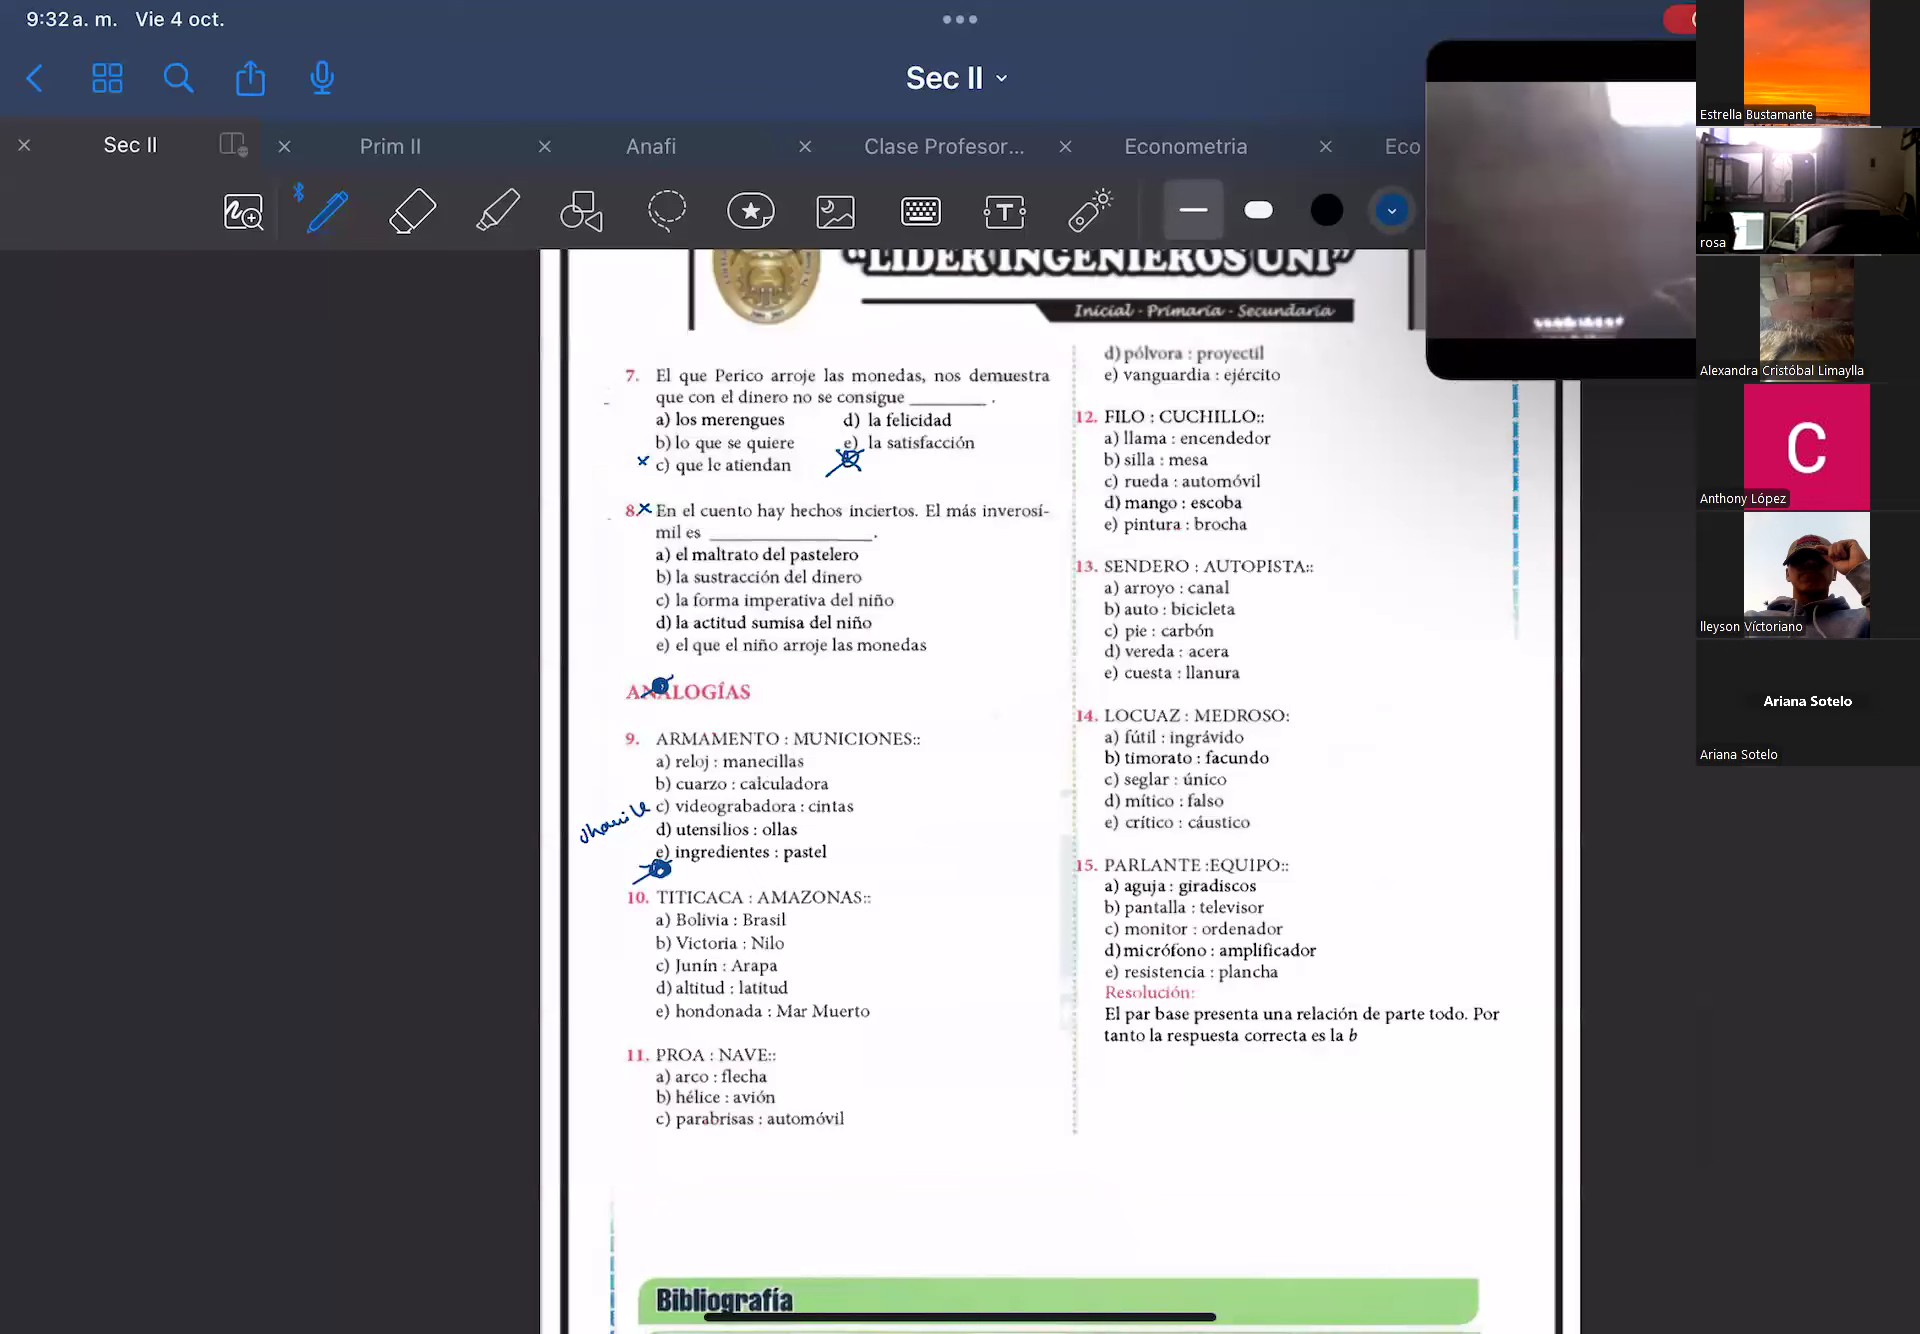 9:32 a. m. Vie 4 oct.
Sec II
Sec II
Prim II
Anafi
Clase Profesor...
Econometria
Eco
"LIDER INGENIEROS UNI"
Inicial - Primaria - Secundaria
7. El que Perico arroje las monedas, nos demuestra
que con el dinero no se consigue ________ .
a) los merengues
d) la felicidad
b) lo que se quiere
e) la satisfacción
c) que le atiendan
8. En el cuento hay hechos inciertos. El más inverosí-
mil es _________________.
a) el maltrato del pastelero
b) la sustracción del dinero
c) la forma imperativa del niño
d) la actitud sumisa del niño
e) el que el niño arroje las monedas
ANALOGÍAS
9. ARMAMENTO : MUNICIONES::
a) reloj : manecillas
b) cuarzo : calculadora
c) videograbadora : cintas
d) utensilios : ollas
e) ingredientes : pastel
10. TITICACA : AMAZONAS::
a) Bolivia : Brasil
b) Victoria : Nilo
c) Junín : Arapa
d) altitud : latitud
e) hondonada : Mar Muerto
11. PROA : NAVE::
a) arco : flecha
b) hélice : avión
c) parabrisas : automóvil
d) pólvora : proyectil
e) vanguardia : ejército
12. FILO : CUCHILLO::
a) llama : encendedor
b) silla : mesa
c) rueda : automóvil
d) mango : escoba
e) pintura : brocha
13. SENDERO : AUTOPISTA::
a) arroyo : canal
b) auto : bicicleta
c) pie : carbón
d) vereda : acera
e) cuesta : llanura
14. LOCUAZ : MEDROSO:
a) fútil : ingrávido
b) timorato : facundo
c) seglar : único
d) mítico : falso
e) crítico : cáustico
15. PARLANTE :EQUIPO::
a) aguja : giradiscos
b) pantalla : televisor
c) monitor : ordenador
d) micrófono : amplificador
e) resistencia : plancha
Resolución:
El par base presenta una relación de parte todo. Por
tanto la respuesta correcta es la b
Bibliografía
Estrella Bustamante
rosa
Alexandra Cristóbal Limaylla
C
Anthony López
lleyson Víctoriano
Ariana Sotelo
Ariana Sotelo